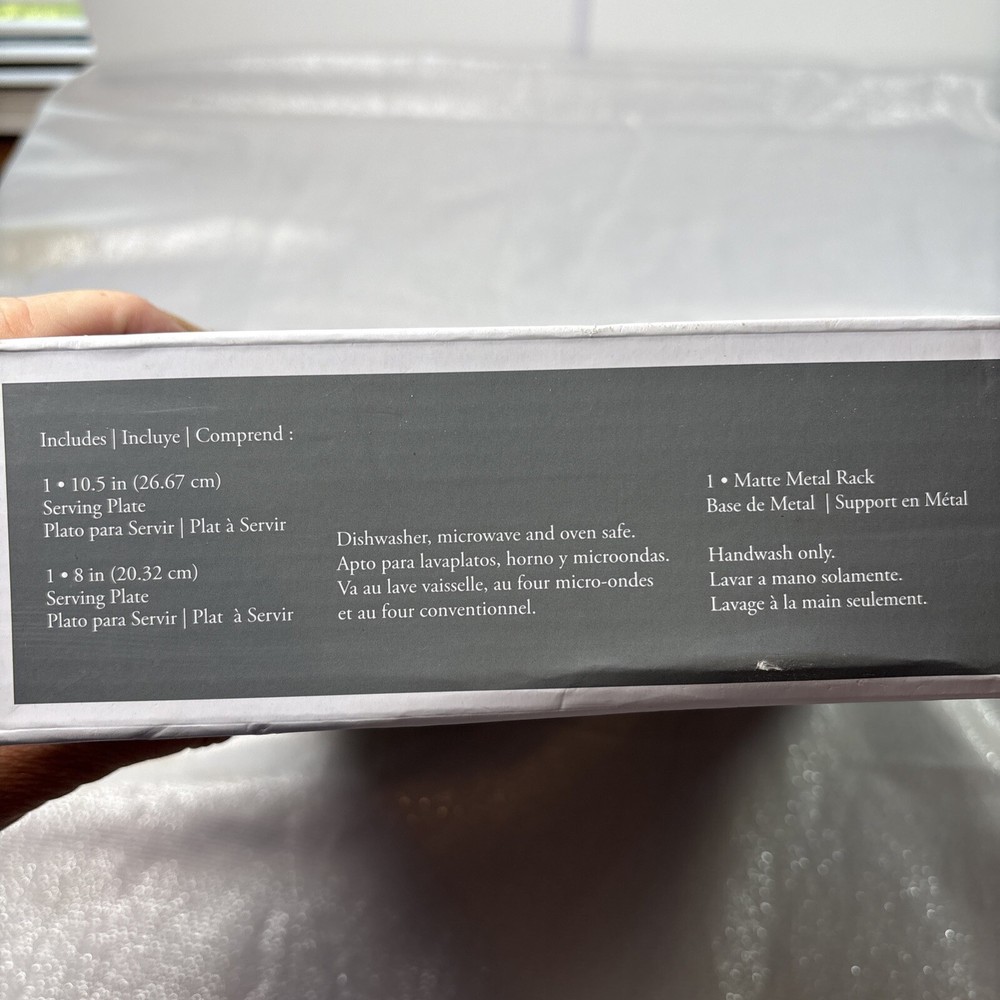 Includes | Incluye | Comprend :
1 • 10.5 in (26.67 cm)
Serving Plate
Plato para Servir | Plat à Servir
1 • 8 in (20.32 cm)
Serving Plate
Plato para Servir | Plat à Servir
Dishwasher, microwave and oven safe.
Apto para lavaplatos, horno y microondas.
Va au lave vaisselle, au four micro-ondes
et au four conventionnel.
1 • Matte Metal Rack
Base de Metal | Support en Métal
Handwash only.
Lavar a mano solamente.
Lavage à la main seulement.